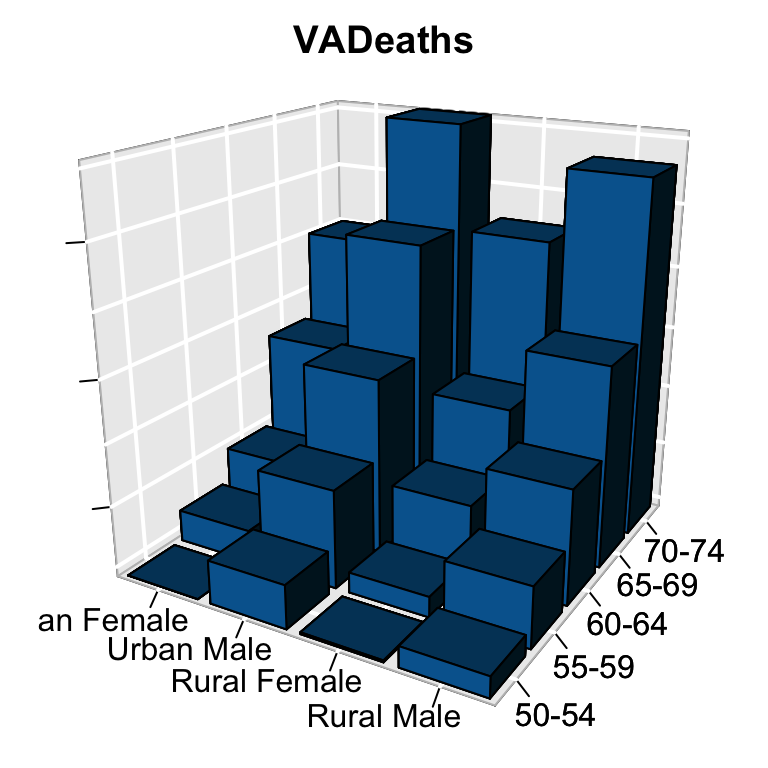 VADeaths
an Female
Urban Male
Rural Female
Rural Male
70-74
65-69
60-64
55-59
50-54